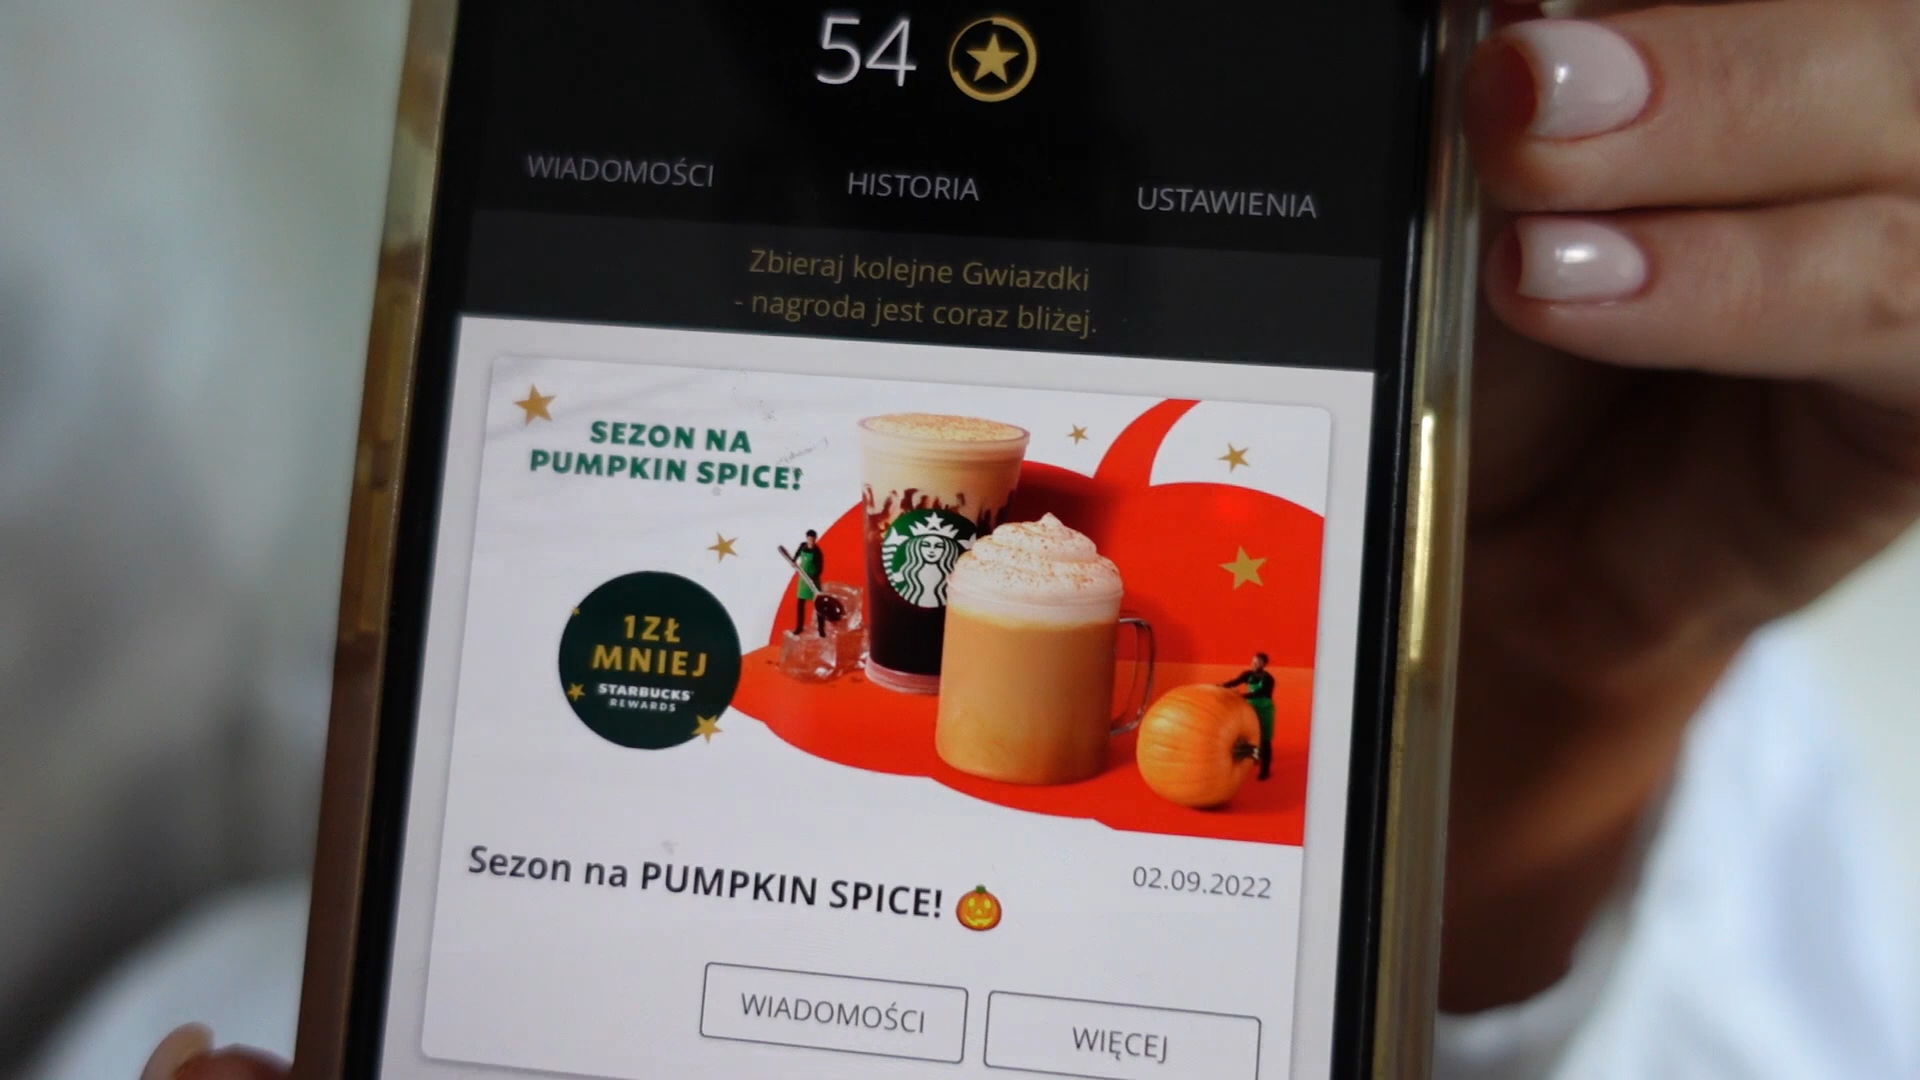 54
WIADOMOŚCI
HISTORIA
USTAWIENIA
Zbieraj kolejne Gwiazdki
- nagroda jest coraz bliżej.
SEZON NA
PUMPKIN SPICE!
1ZŁ
MNIEJ
STARBUCKS
REWARDS
Sezon na PUMPKIN SPICE!
02.09.2022
WIADOMOŚCI
WIĘCEJ